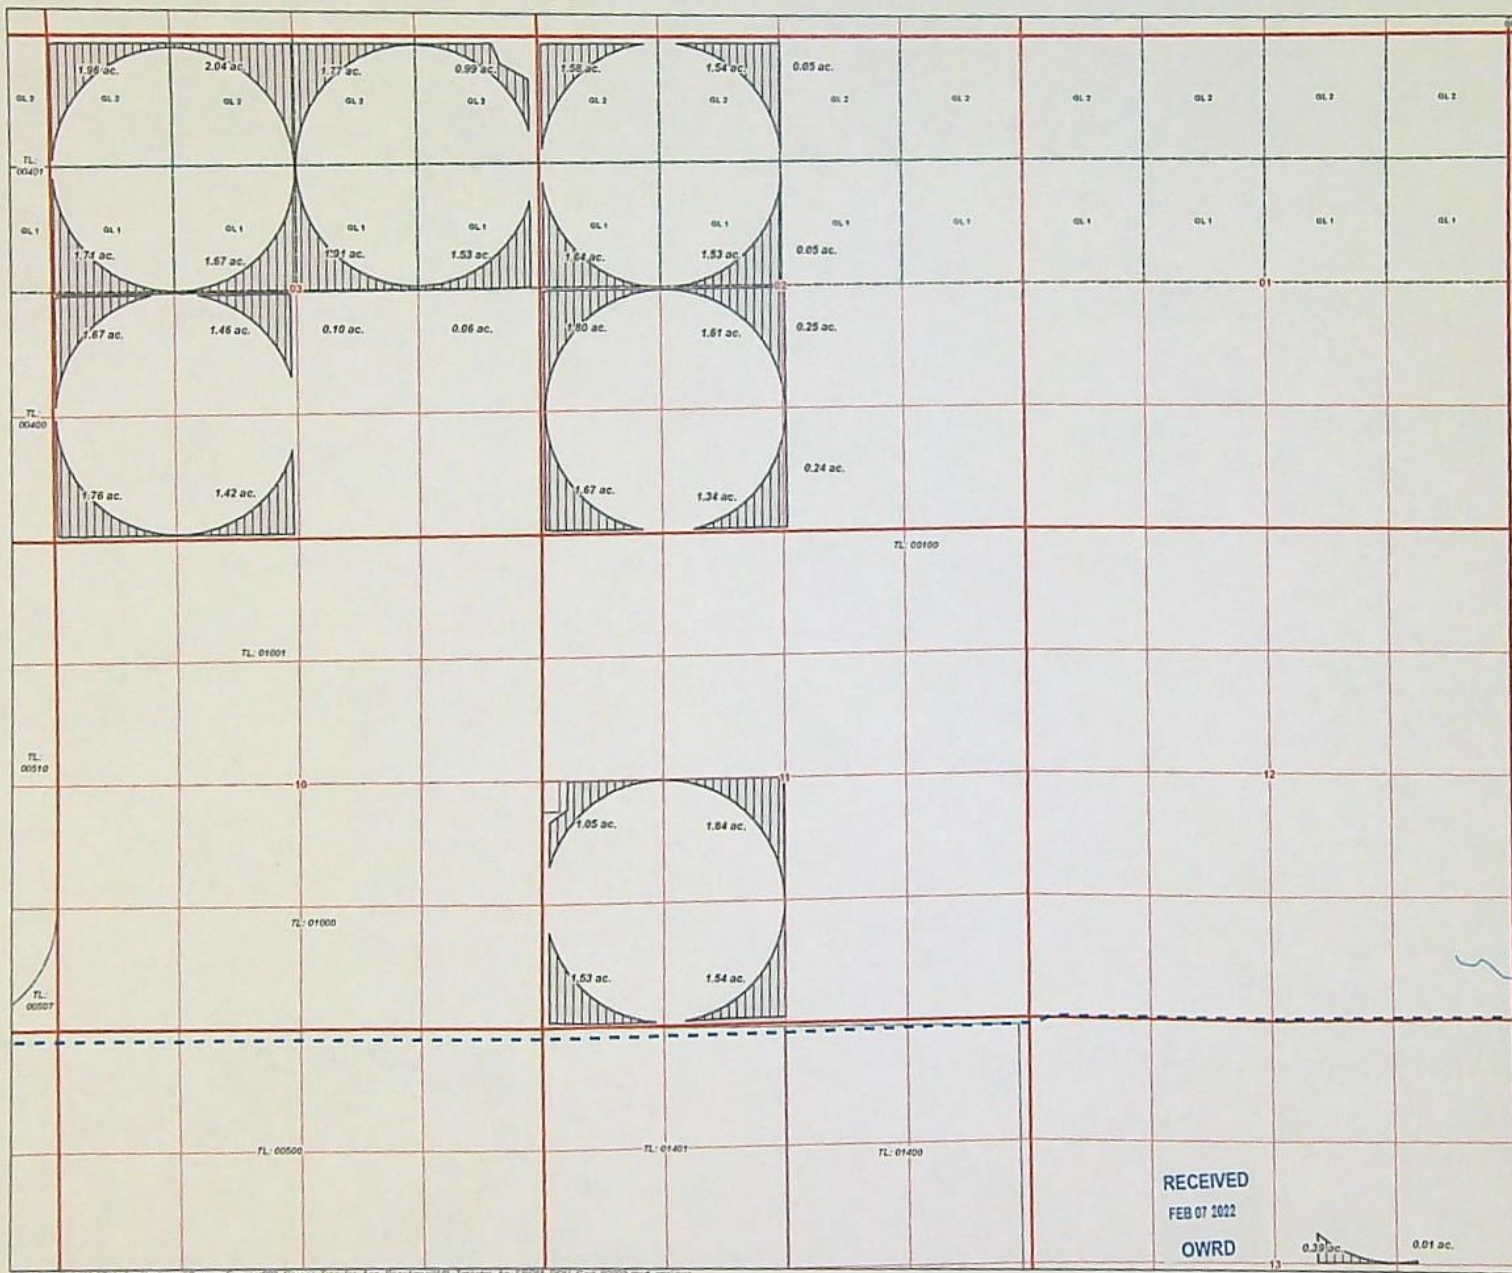 1.96 ac.
2.04 ac.
1.77 ac.
0.99 ac.
1.58 ac.
1.54 ac.
0.05 ac.
GL 2
GL 2
GL 2
GL 2
GL 2
GL 2
GL 2
GL 2
GL 2
GL 2
GL 2
GL 2
GL 2
TL:
00401
GL 1
GL 1
GL 1
GL 1
GL 1
GL 1
GL 1
GL 1
GL 1
GL 1
GL 1
GL 1
GL 1
1.74 ac.
1.67 ac.
1.91 ac.
1.53 ac.
1.64 ac.
1.53 ac.
0.05 ac.
03
02
01
1.67 ac.
1.46 ac.
0.10 ac.
0.06 ac.
1.80 ac.
1.61 ac.
0.25 ac.
TL:
00400
1.76 ac.
1.42 ac.
1.67 ac.
1.34 ac.
0.24 ac.
TL: 00100
TL: 01001
TL:
00510
10
11
12
1.05 ac.
1.64 ac.
TL: 01000
1.53 ac.
1.54 ac.
TL:
00507
TL: 00500
TL: 01401
TL: 01400
RECEIVED
FEB 07 2022
OWRD
0.39 ac.
0.01 ac.
13